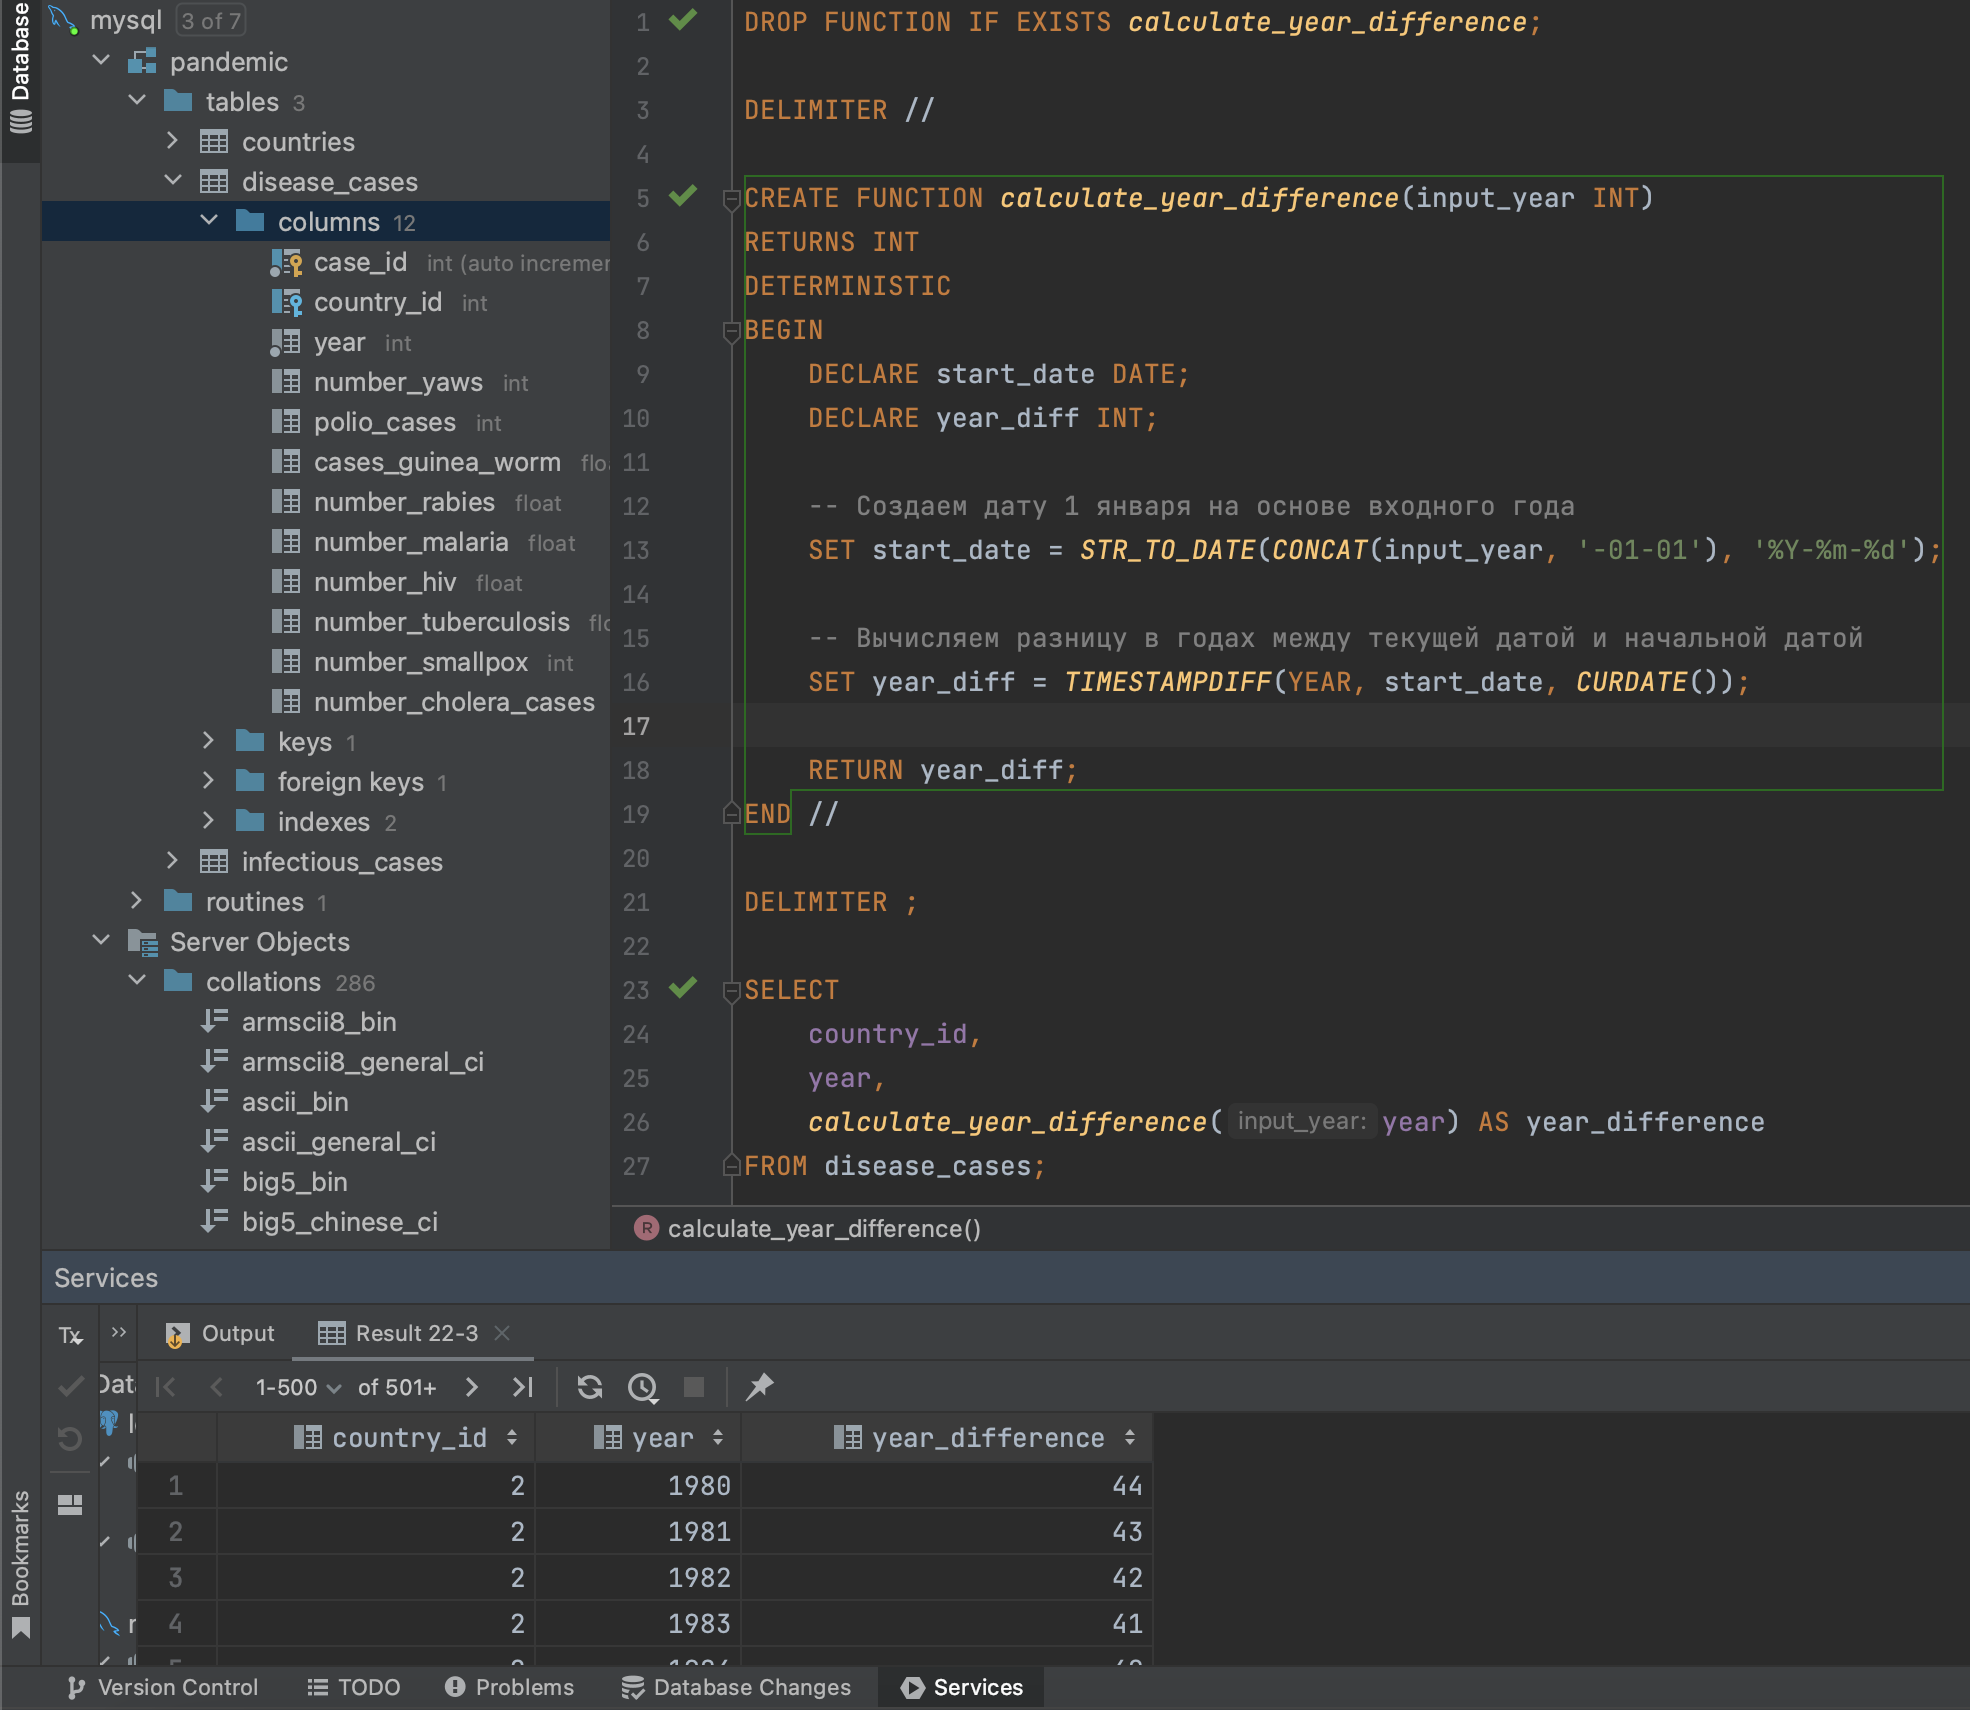 Database
mysql 3 of 7
pandemic
tables 3
countries
disease_cases
columns 12
case_id int (auto incremer
country_id int
year int
number_yaws int
polio_cases int
cases_guinea_worm floa
number_rabies float
number_malaria float
number_hiv float
number_tuberculosis flo
number_smallpox int
number_cholera_cases
keys 1
foreign keys 1
indexes 2
infectious_cases
routines 1
Server Objects
collations 286
armscii8_bin
armscii8_general_ci
ascii_bin
ascii_general_ci
big5_bin
big5_chinese_ci
1 DROP FUNCTION IF EXISTS calculate_year_difference;
2
3 DELIMITER //
4
5 CREATE FUNCTION calculate_year_difference(input_year INT)
6 RETURNS INT
7 DETERMINISTIC
8 BEGIN
9 DECLARE start_date DATE;
10 DECLARE year_diff INT;
11
12 -- Создаем дату 1 января на основе входного года
13 SET start_date = STR_TO_DATE(CONCAT(input_year, '-01-01'), '%Y-%m-%d');
14
15 -- Вычисляем разницу в годах между текущей датой и начальной датой
16 SET year_diff = TIMESTAMPDIFF(YEAR, start_date, CURDATE());
17
18 RETURN year_diff;
19 END //
20
21 DELIMITER ;
22
23 SELECT
24 country_id,
25 year,
26 calculate_year_difference( input_year: year) AS year_difference
27 FROM disease_cases;
R calculate_year_difference()
Services
Tx >> Output Result 22-3
Data
1-500 of 501+
country_id year year_difference
1 2 1980 44
2 2 1981 43
3 2 1982 42
4 2 1983 41
Bookmarks
Version Control TODO Problems Database Changes Services